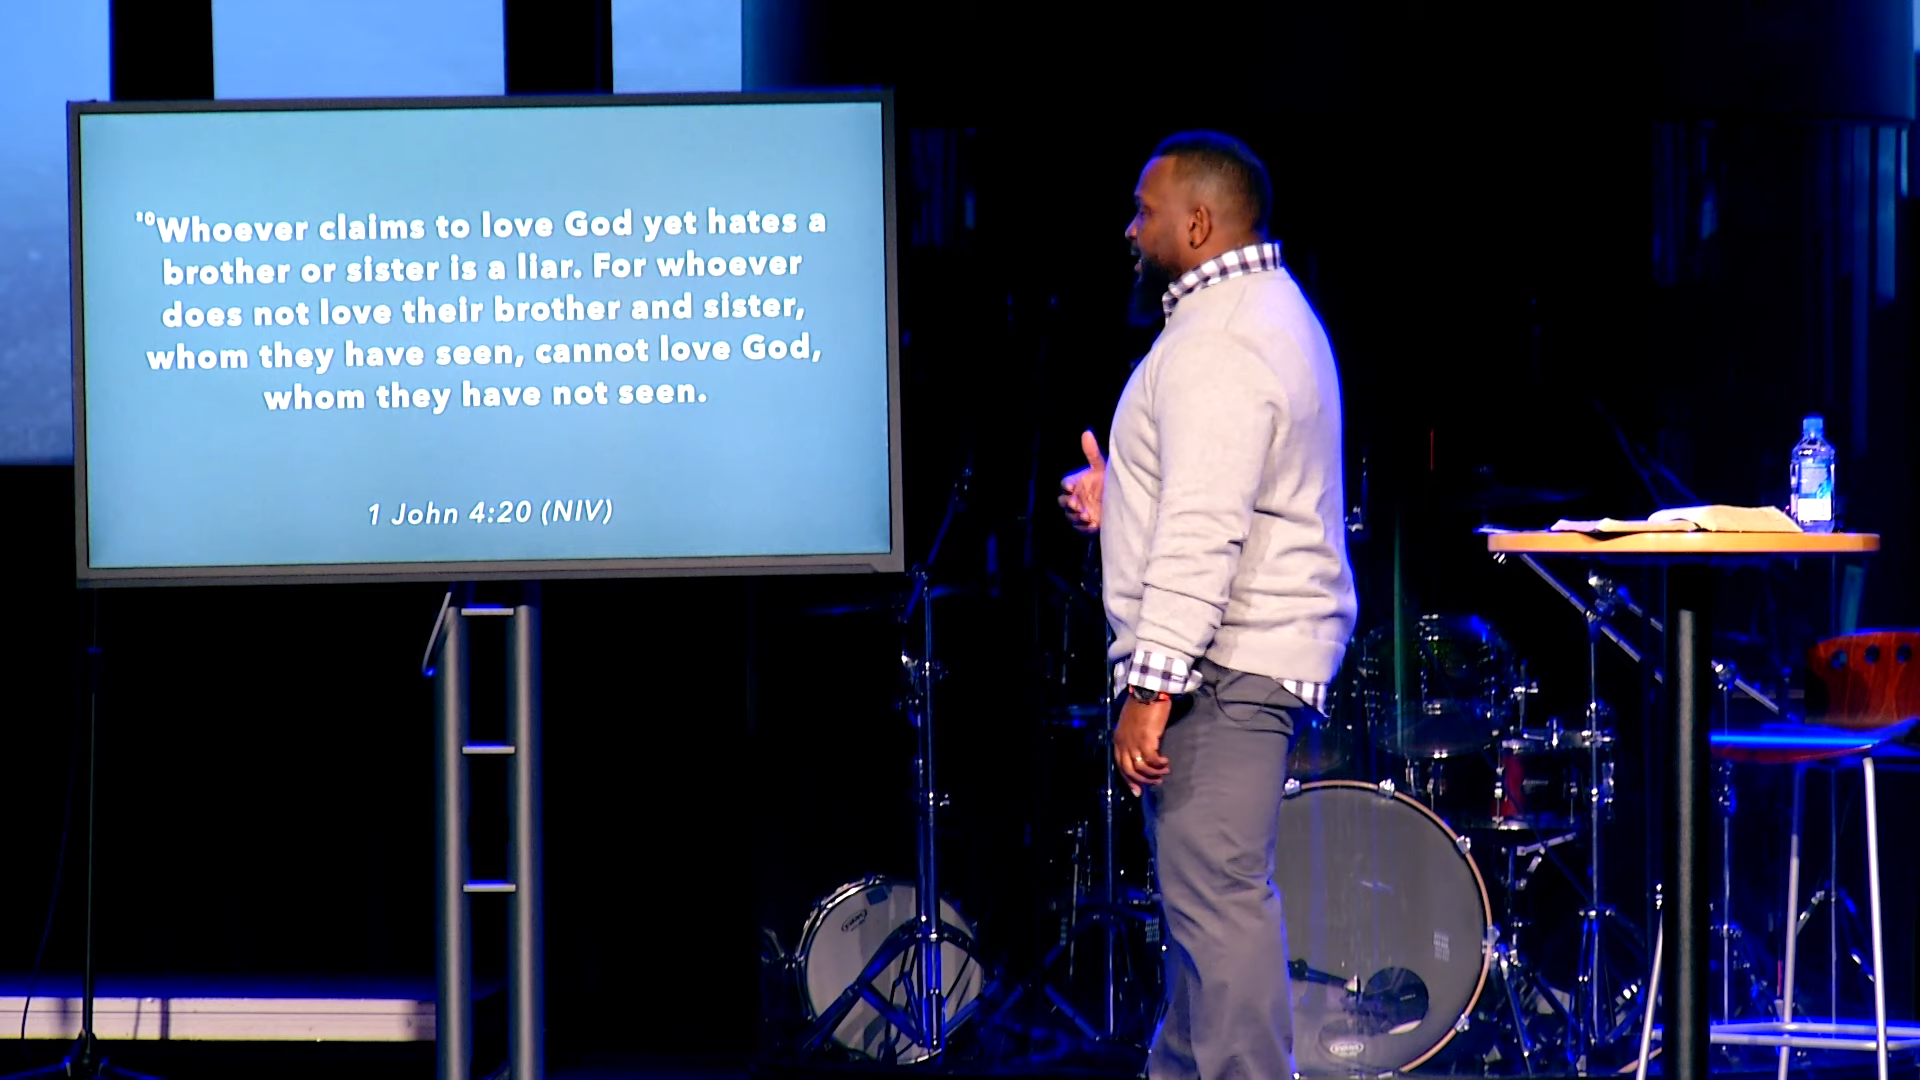 ²⁰Whoever claims to love God yet hates a
brother or sister is a liar. For whoever
does not love their brother and sister,
whom they have seen, cannot love God,
whom they have not seen.
1 John 4:20 (NIV)
EVANS